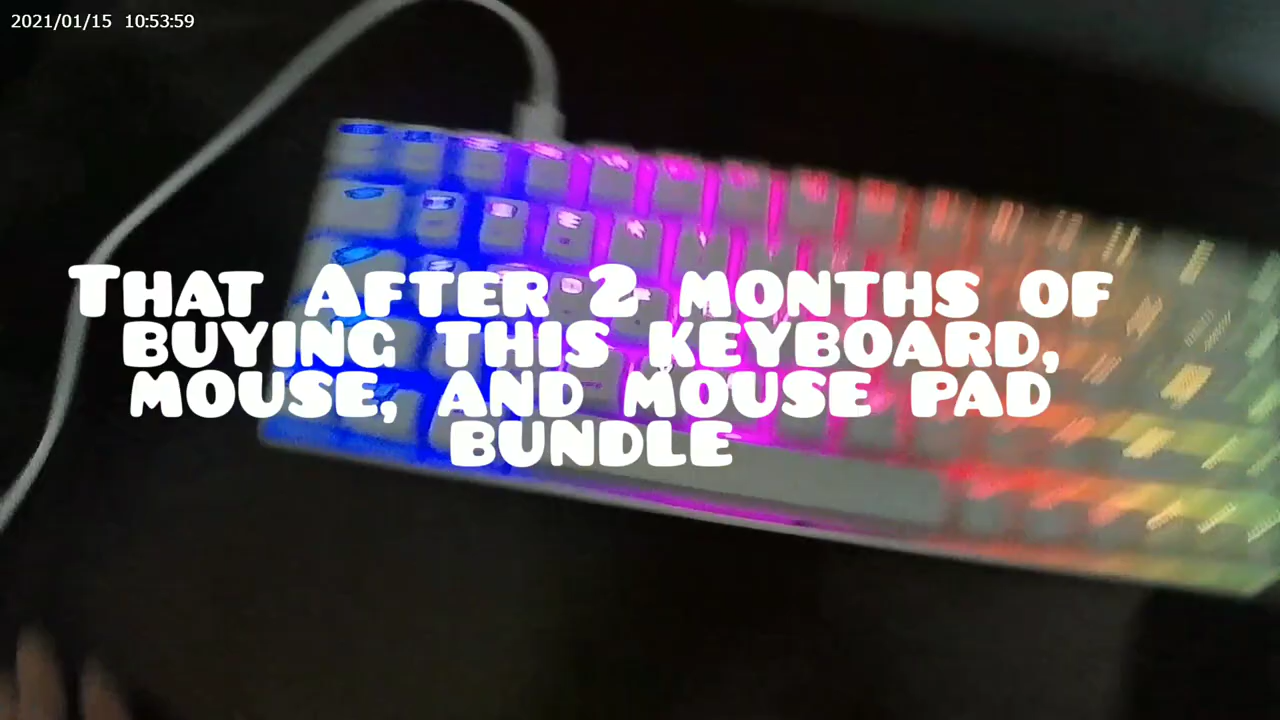 2021/01/15 10:53:59
That After 2 months of
buying this keyboard,
mouse, and mouse pad
bundle